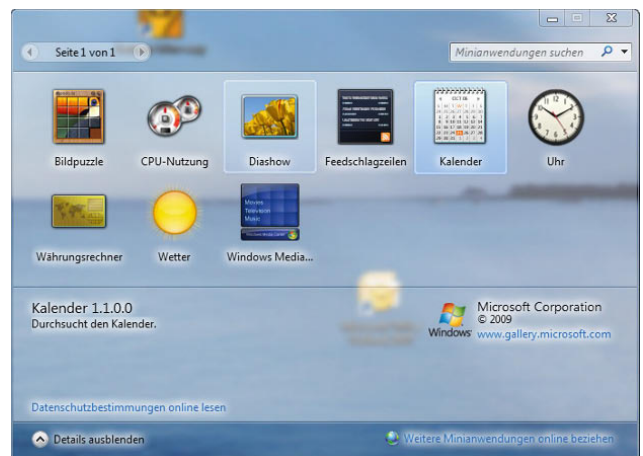 Seite 1 von 1
Minianwendungen suchen
Bildpuzzle
CPU-Nutzung
Diashow
Feedschlagzeilen
Kalender
Uhr
Währungsrechner
Wetter
Windows Media...
Kalender 1.1.0.0
Durchsucht den Kalender.
Microsoft Corporation
© 2009
Windows
www.gallery.microsoft.com
Datenschutzbestimmungen online lesen
Details ausblenden
Weitere Minianwendungen online beziehen